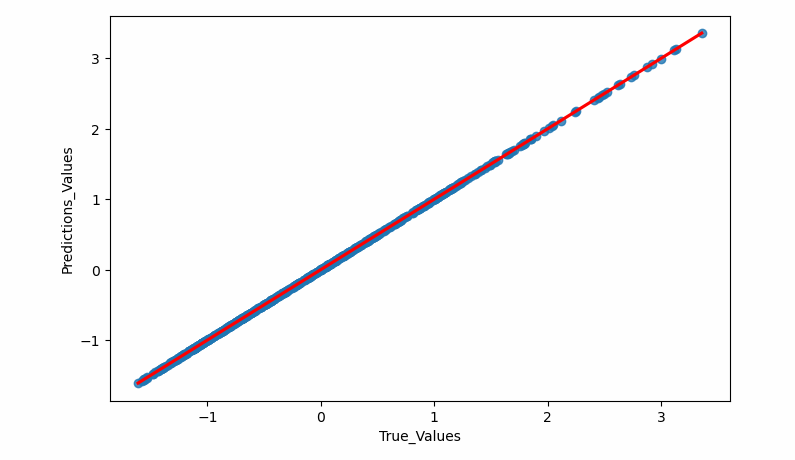 3
2
1
0
−1
Predictions_Values
−1 0 1 2 3
True_Values